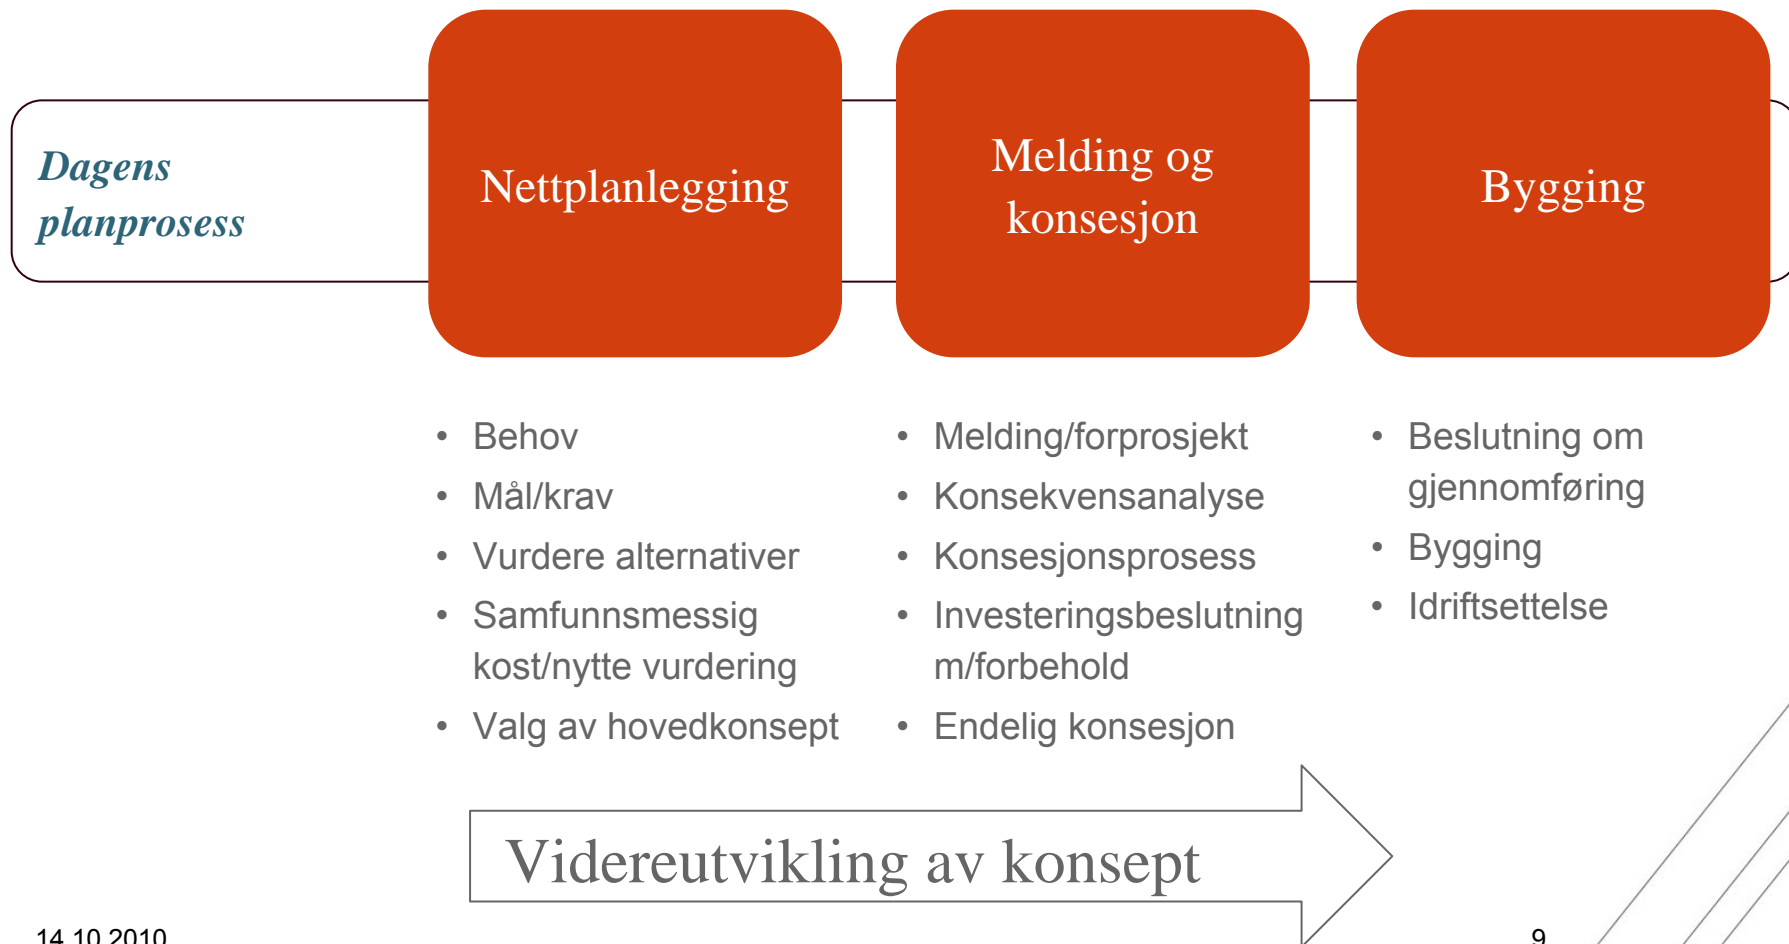 Dagens
planprosess
Nettplanlegging
Melding og
konsesjon
Bygging
• Behov
• Mål/krav
• Vurdere alternativer
• Samfunnsmessig
kost/nytte vurdering
• Valg av hovedkonsept
• Melding/forprosjekt
• Konsekvensanalyse
• Konsesjonsprosess
• Investeringsbeslutning
m/forbehold
• Endelig konsesjon
• Beslutning om
gjennomføring
• Bygging
• Idriftsettelse
Videreutvikling av konsept
14.10.2010
9